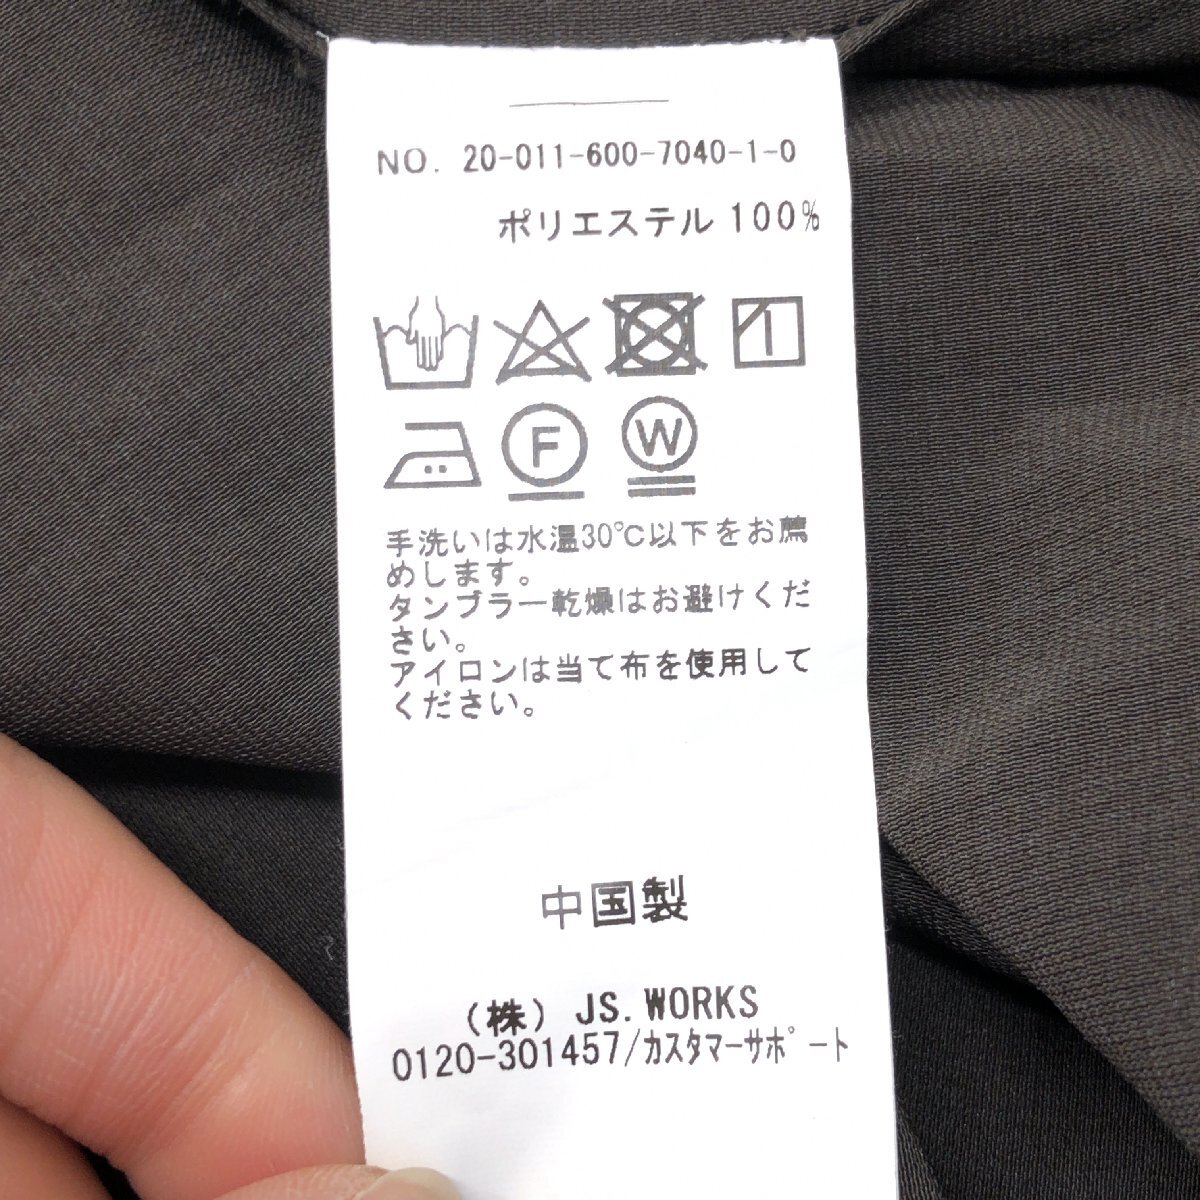 NO. 20-011-600-7040-1-0
ポリエステル 100%
F W
手洗いは水温30℃以下をお薦
めします。
タンブラー乾燥はお避けくだ
さい。
アイロンは当て布を使用して
ください。
中国製
(株) JS. WORKS
0120-301457/カスタマーサポート